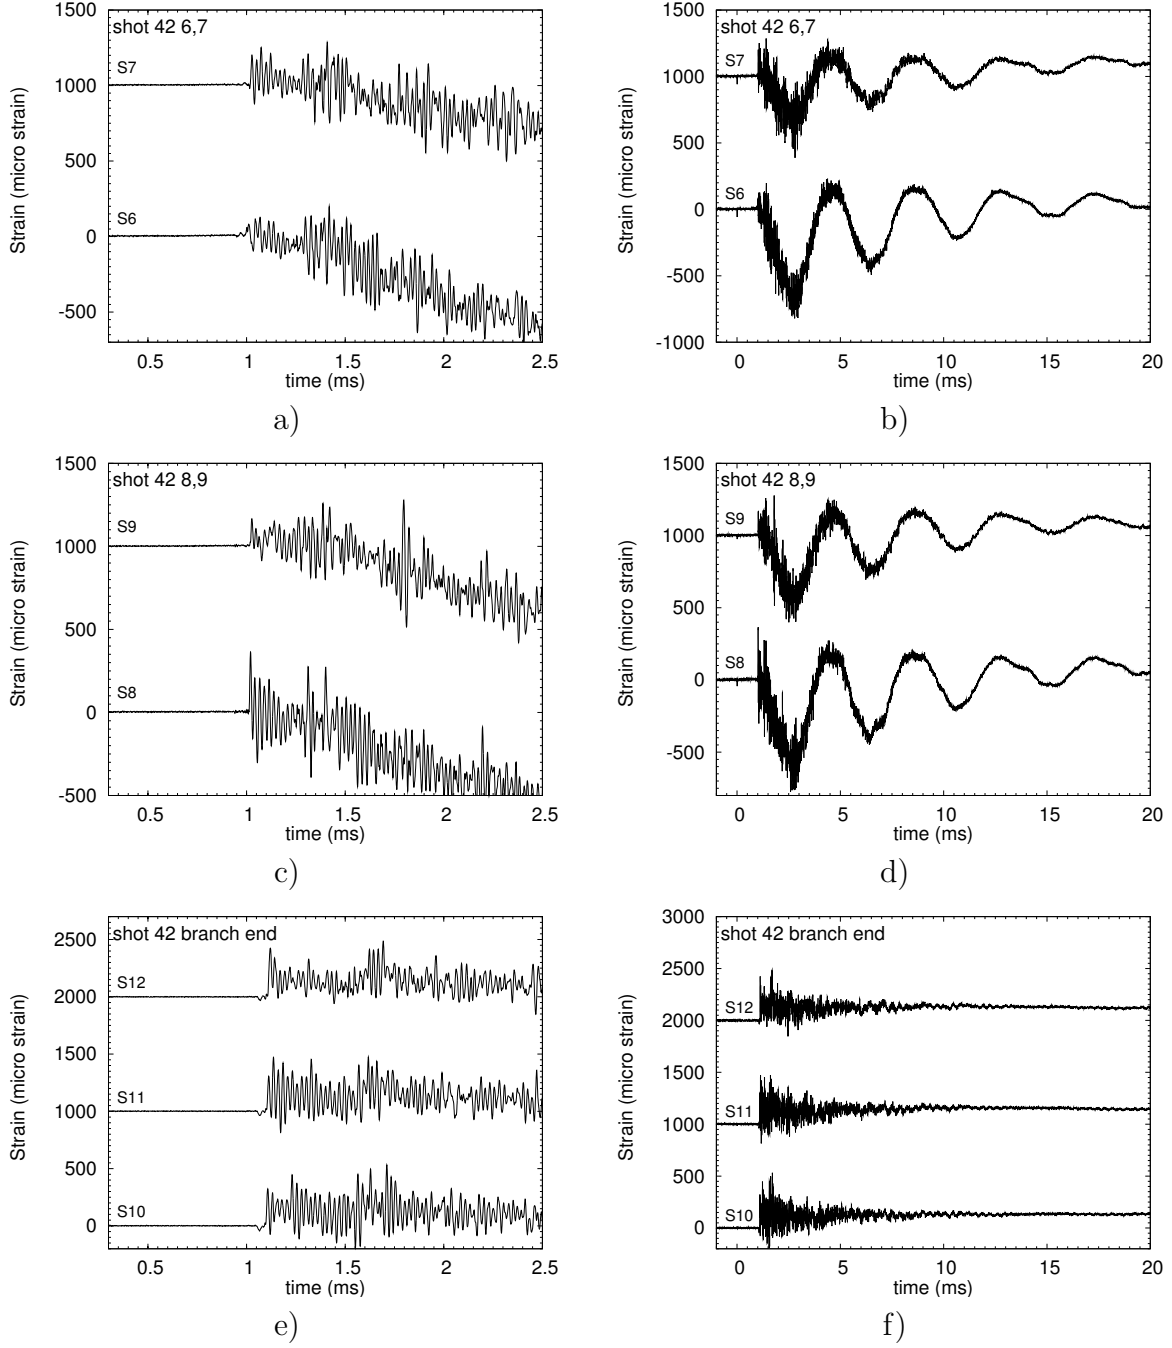 1500
shot 42 6,7
S7
1000
500
S6
0
-500
0.5 1 1.5 2 2.5
Strain (micro strain)
time (ms)
a)
1500
shot 42 6,7
S7
1000
500
S6
0
-500
-1000
0 5 10 15 20
Strain (micro strain)
time (ms)
b)
1500
shot 42 8,9
S9
1000
500
S8
0
-500
0.5 1 1.5 2 2.5
Strain (micro strain)
time (ms)
c)
1500
shot 42 8,9
S9
1000
500
S8
0
-500
0 5 10 15 20
Strain (micro strain)
time (ms)
d)
2500
shot 42 branch end
S12
2000
1500
S11
1000
500
S10
0
0.5 1 1.5 2 2.5
Strain (micro strain)
time (ms)
e)
3000
shot 42 branch end
2500
S12
2000
1500
S11
1000
500
S10
0
0 5 10 15 20
Strain (micro strain)
time (ms)
f)